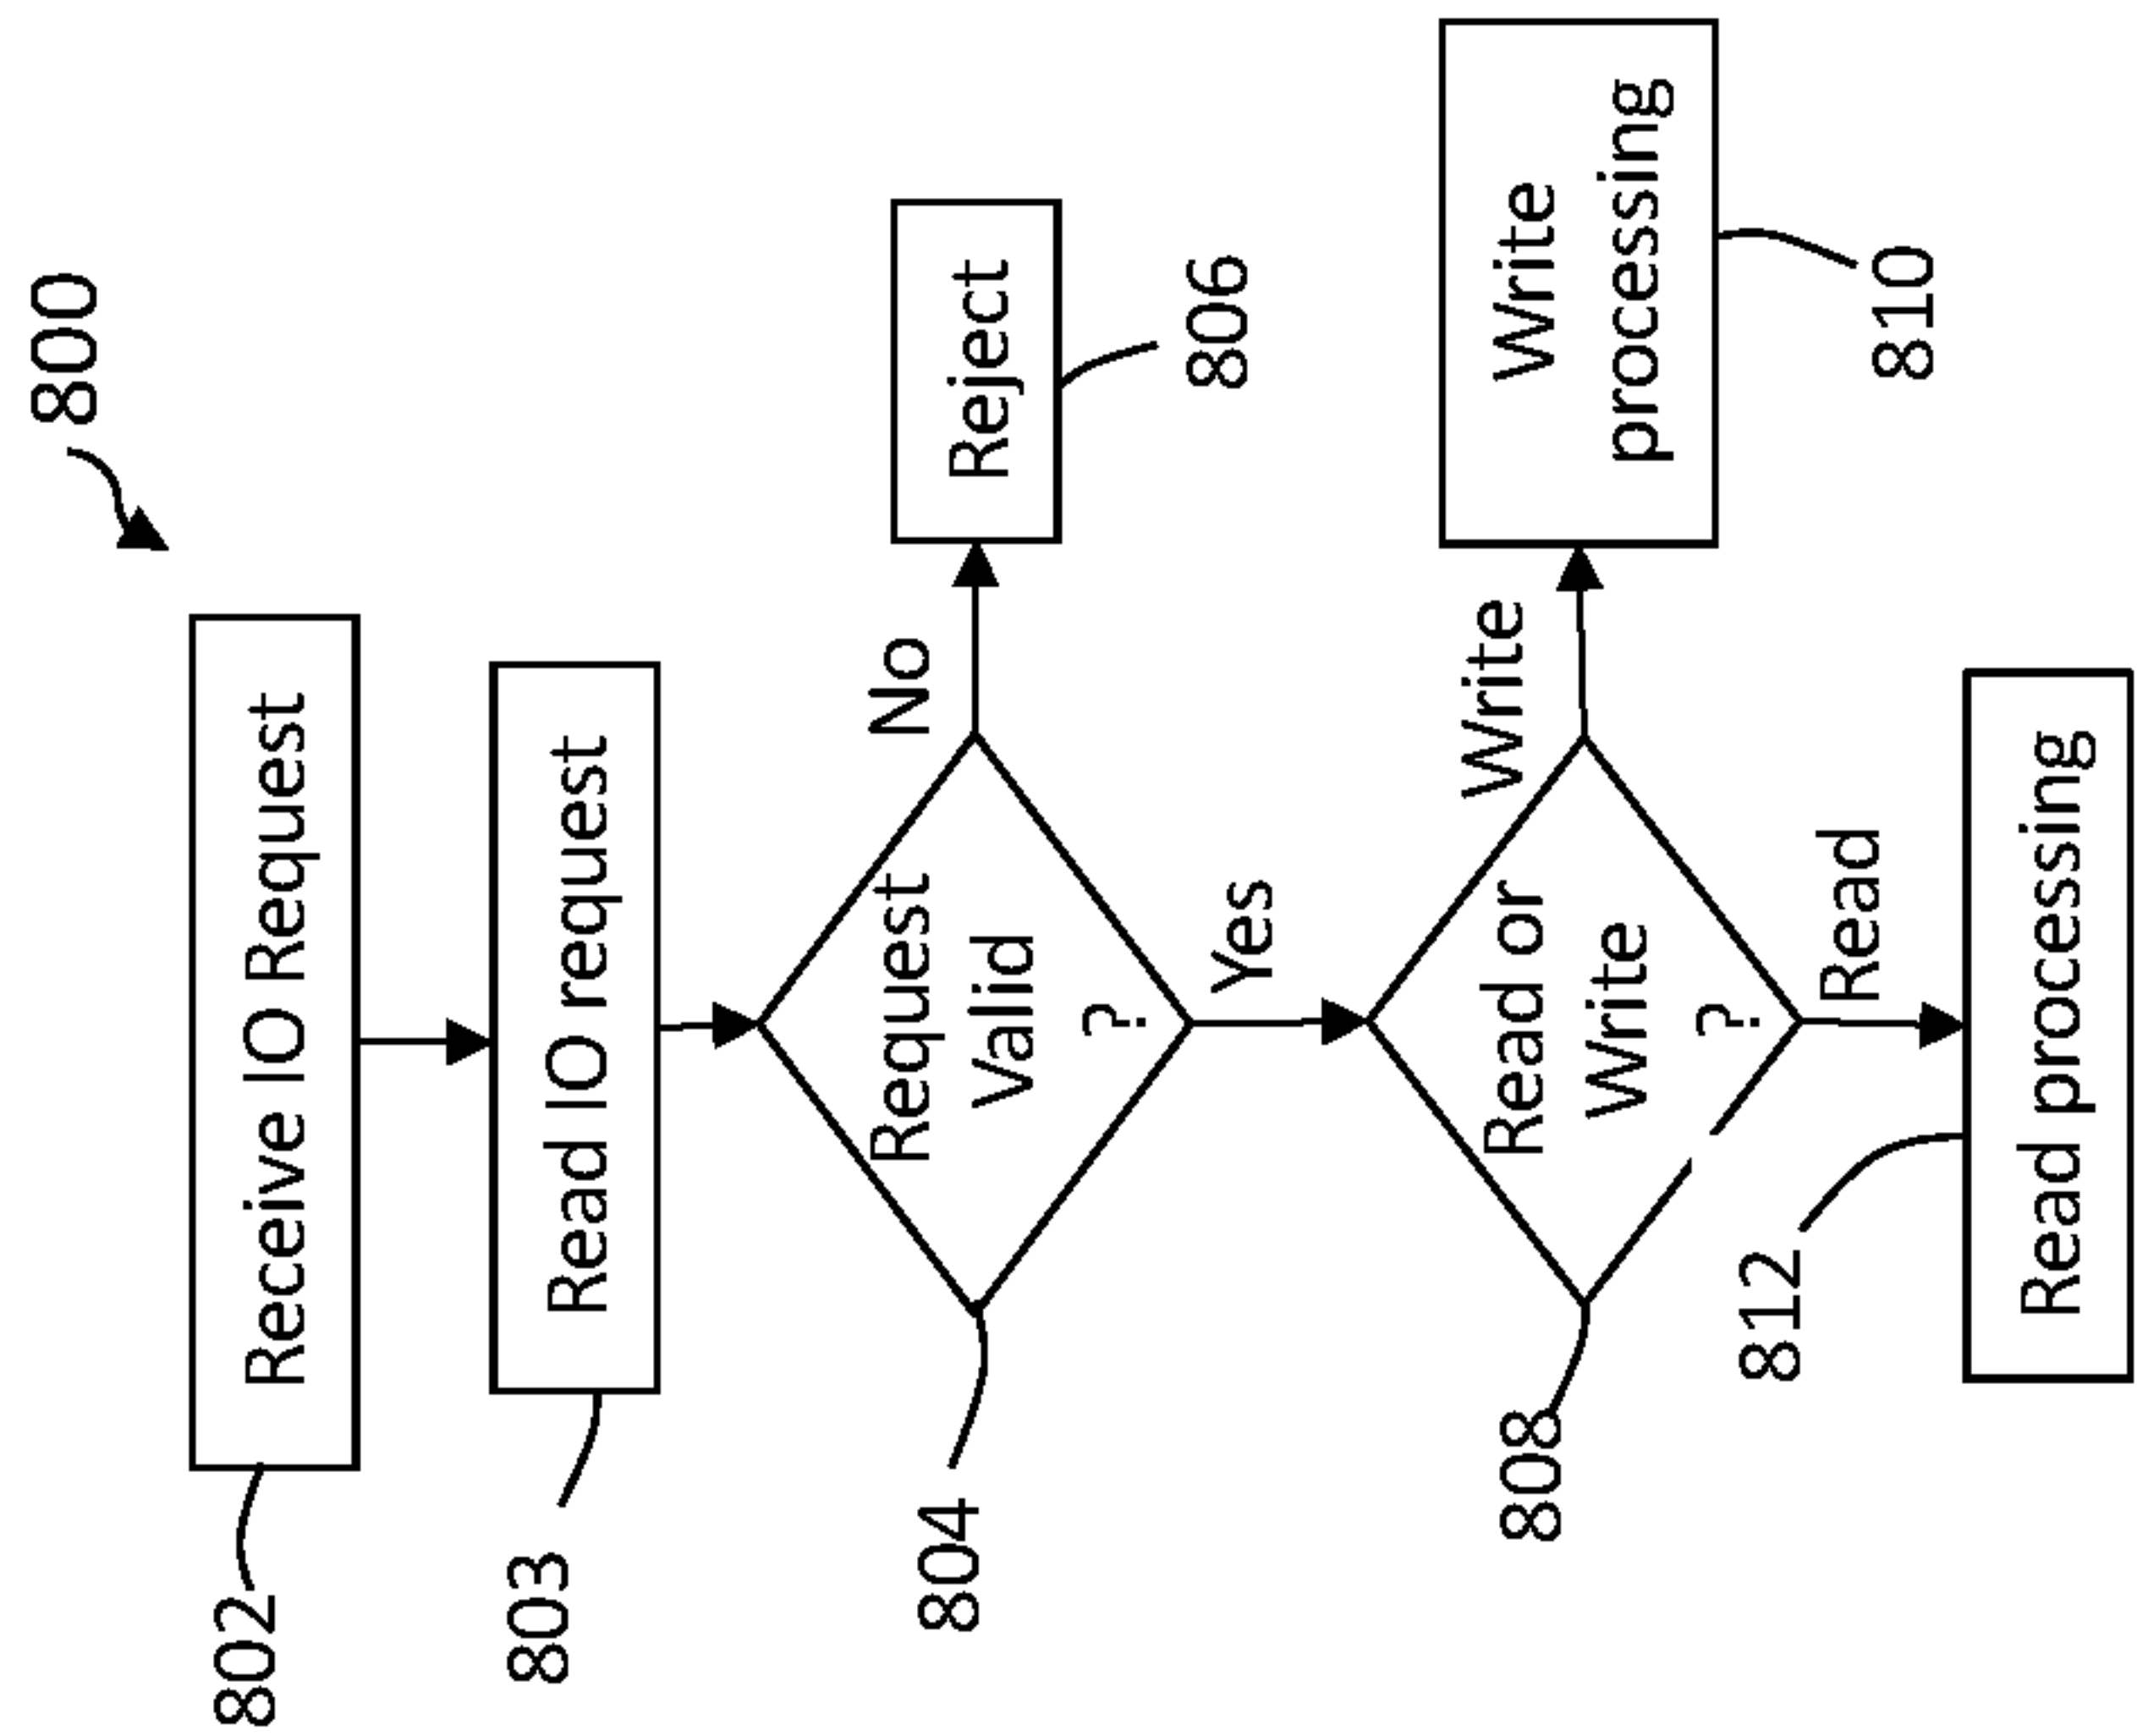 800
802
Receive IO Request
803
Read IO request
804
Request
Valid
?
No
Reject
806
Yes
808
Read or
Write
?
Write
Write
processing
810
Read
812
Read processing